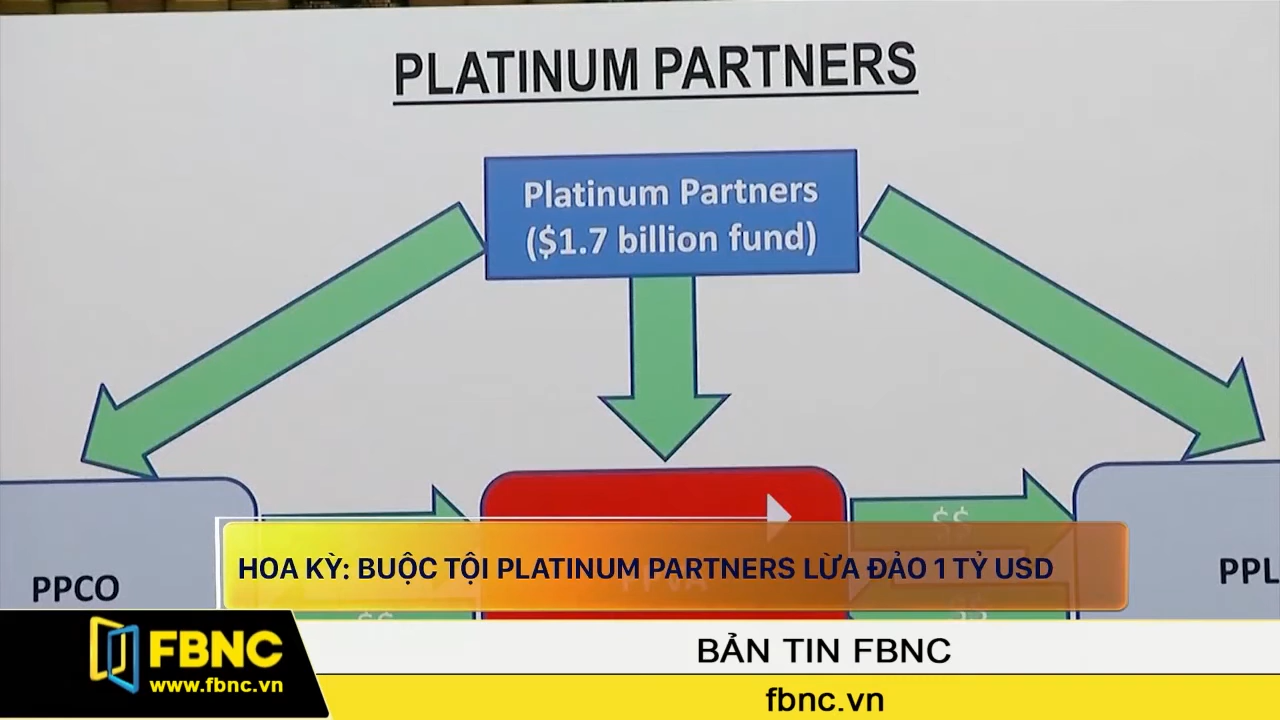 PLATINUM PARTNERS
Platinum Partners
($1.7 billion fund)
$$
HOA KỲ: BUỘC TỘI PLATINUM PARTNERS LỪA ĐẢO 1 TỶ USD
PPCO
PPL
$$
$$
FBNC
www.fbnc.vn
BẢN TIN FBNC
fbnc.vn